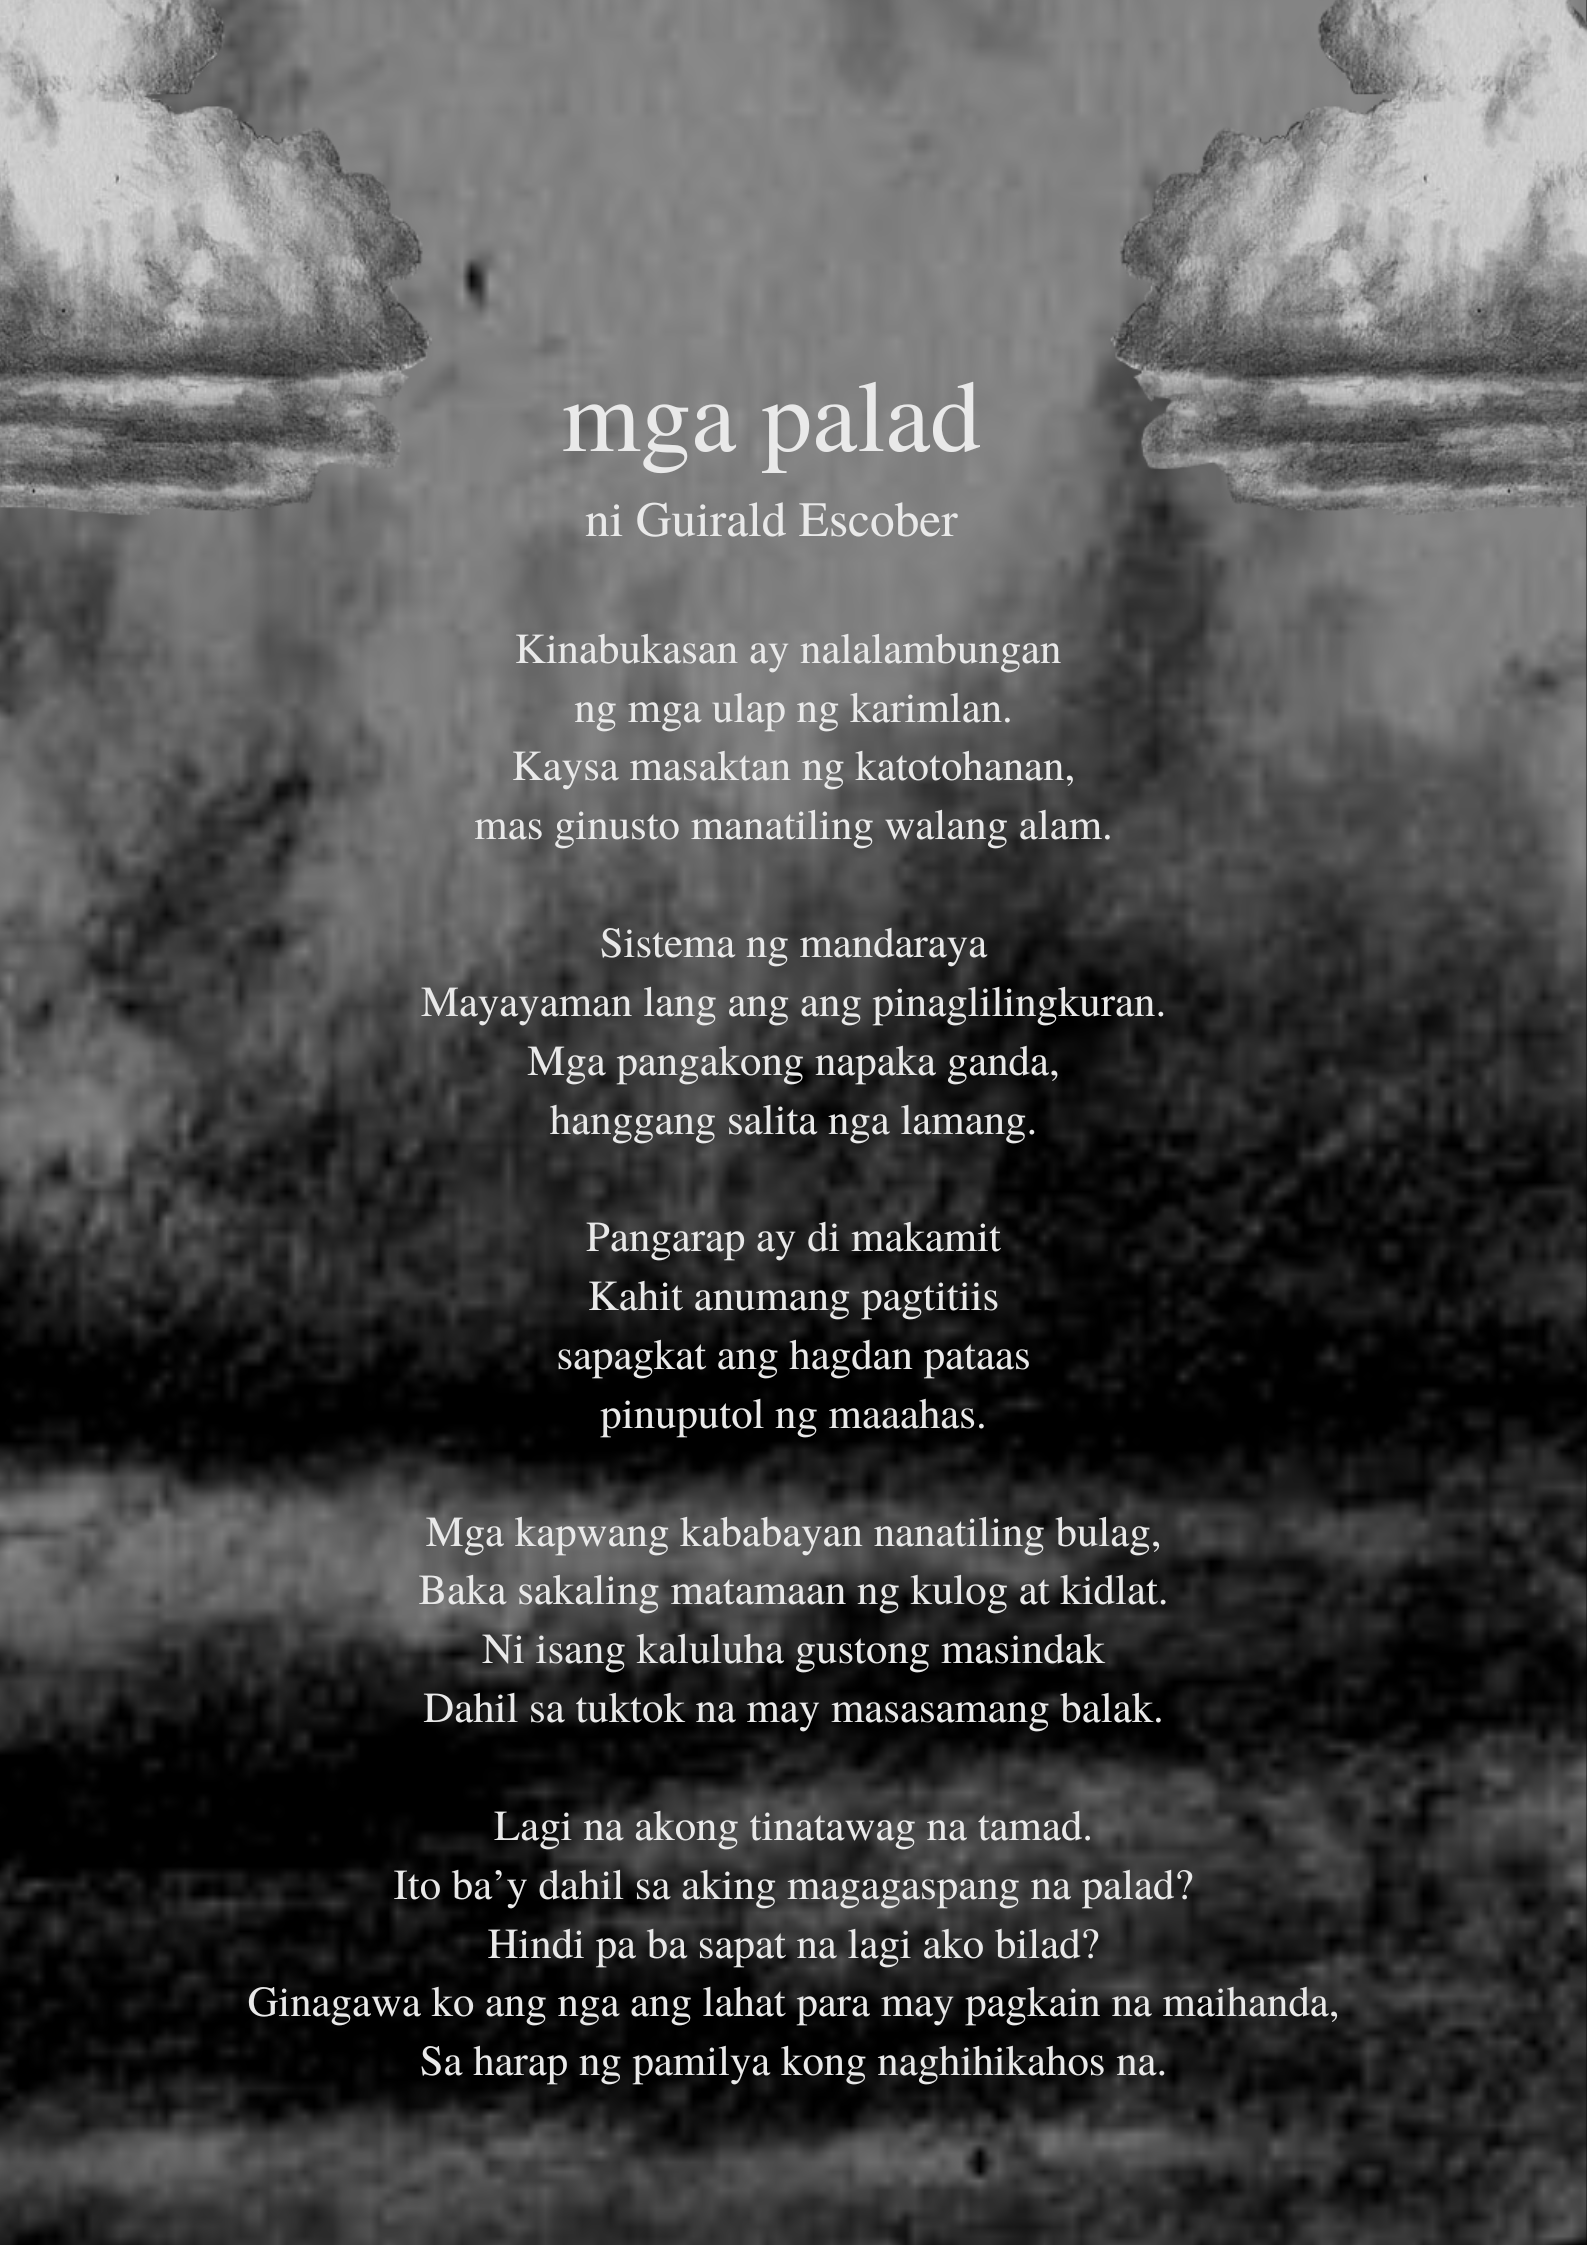 mga palad
ni Guirald Escober
Kinabukasan ay nalalambungan
ng mga ulap ng karimlan.
Kaysa masaktan ng katotohanan,
mas ginusto manatiling walang alam.
Sistema ng mandaraya
Mayayaman lang ang ang pinaglilingkuran.
Mga pangakong napaka ganda,
hanggang salita nga lamang.
Pangarap ay di makamit
Kahit anumang pagtitiis
sapagkat ang hagdan pataas
pinuputol ng maaahas.
Mga kapwang kababayan nanatiling bulag,
Baka sakaling matamaan ng kulog at kidlat.
Ni isang kaluluha gustong masindak
Dahil sa tuktok na may masasamang balak.
Lagi na akong tinatawag na tamad.
Ito ba’y dahil sa aking magagaspang na palad?
Hindi pa ba sapat na lagi ako bilad?
Ginagawa ko ang nga ang lahat para may pagkain na maihanda,
Sa harap ng pamilya kong naghihikahos na.